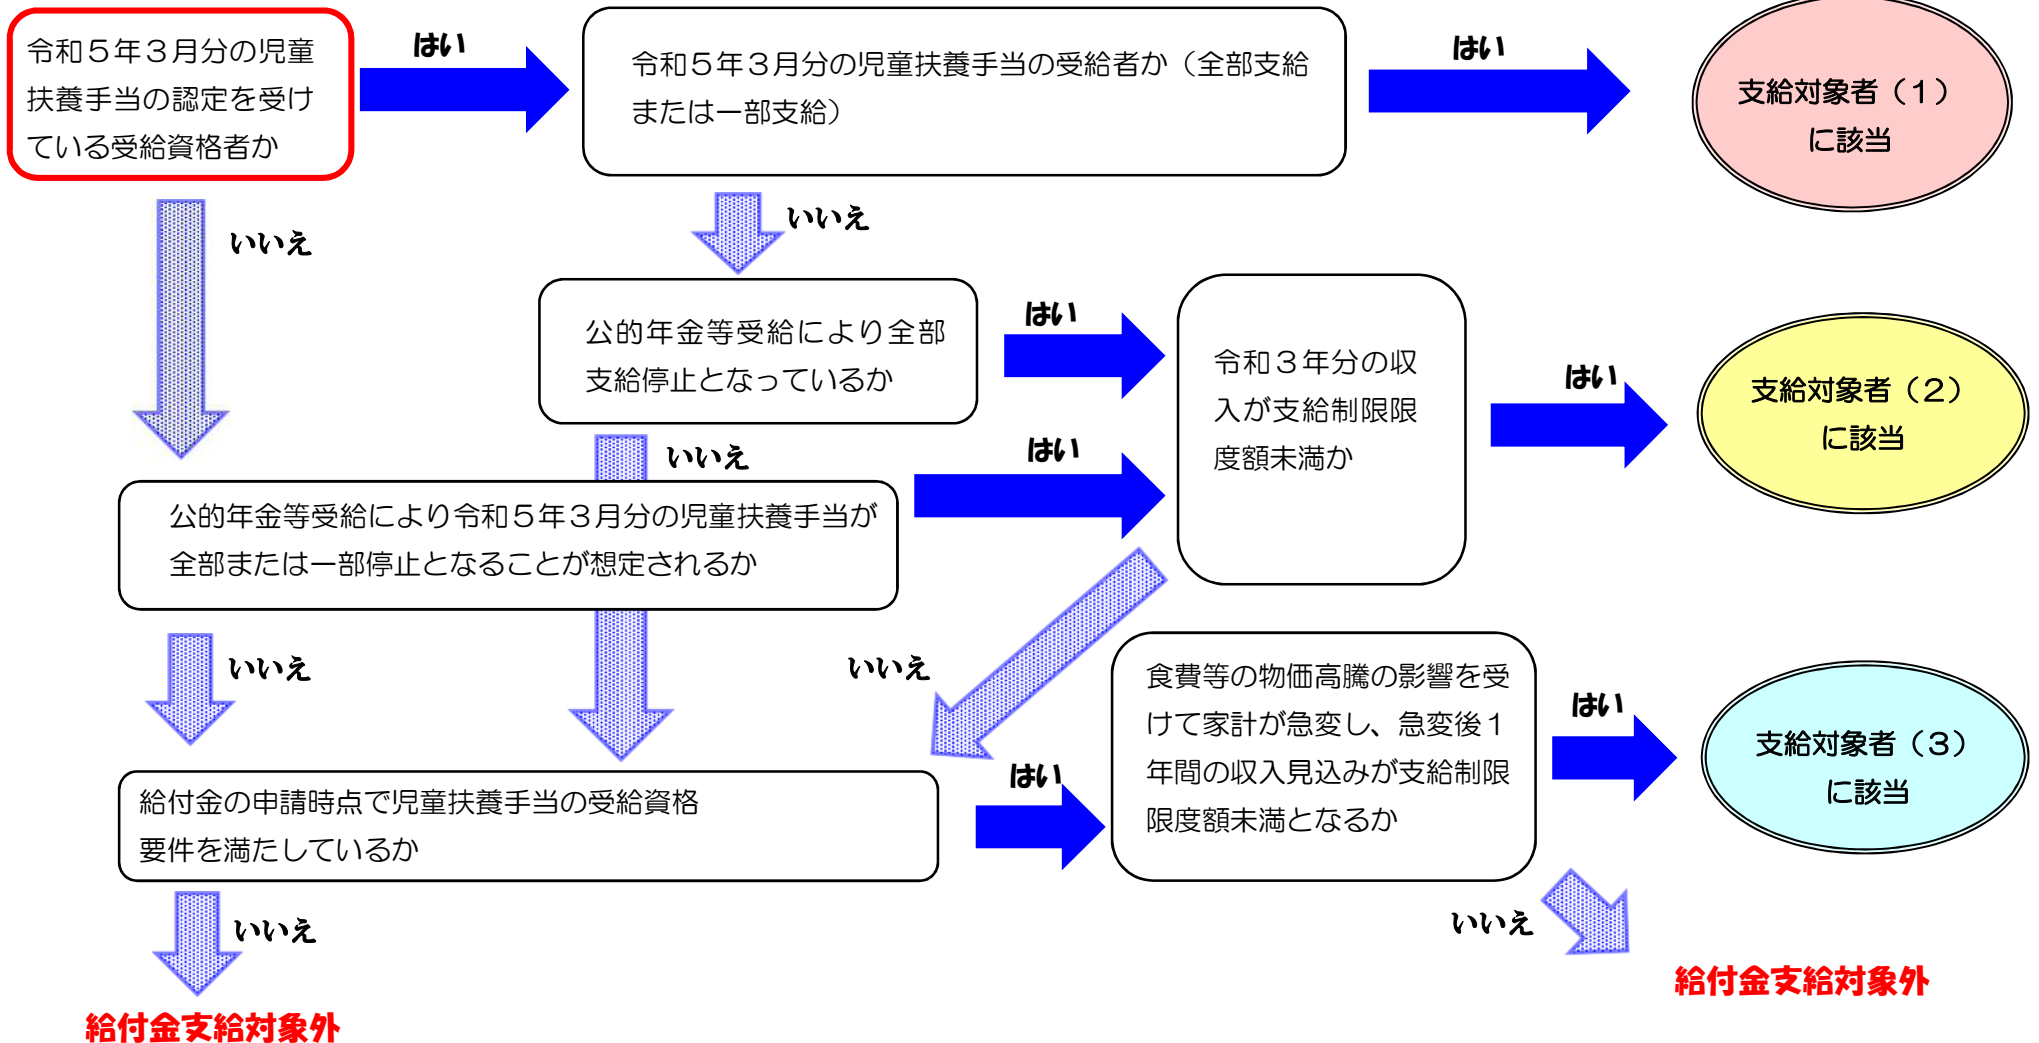 令和５年３月分の児童
扶養手当の認定を受け
ている受給資格者か
はい
令和５年３月分の児童扶養手当の受給者か（全部支給
または一部支給）
はい
支給対象者（１）
に該当
いいえ
いいえ
公的年金等受給により全部
支給停止となっているか
はい
令和３年分の収
入が支給制限限
度額未満か
はい
支給対象者（２）
に該当
いいえ
はい
公的年金等受給により令和５年３月分の児童扶養手当が
全部または一部停止となることが想定されるか
いいえ
いいえ
食費等の物価高騰の影響を受
けて家計が急変し、急変後１
年間の収入見込みが支給制限
限度額未満となるか
はい
支給対象者（３）
に該当
給付金の申請時点で児童扶養手当の受給資格
要件を満たしているか
はい
いいえ
いいえ
給付金支給対象外
給付金支給対象外